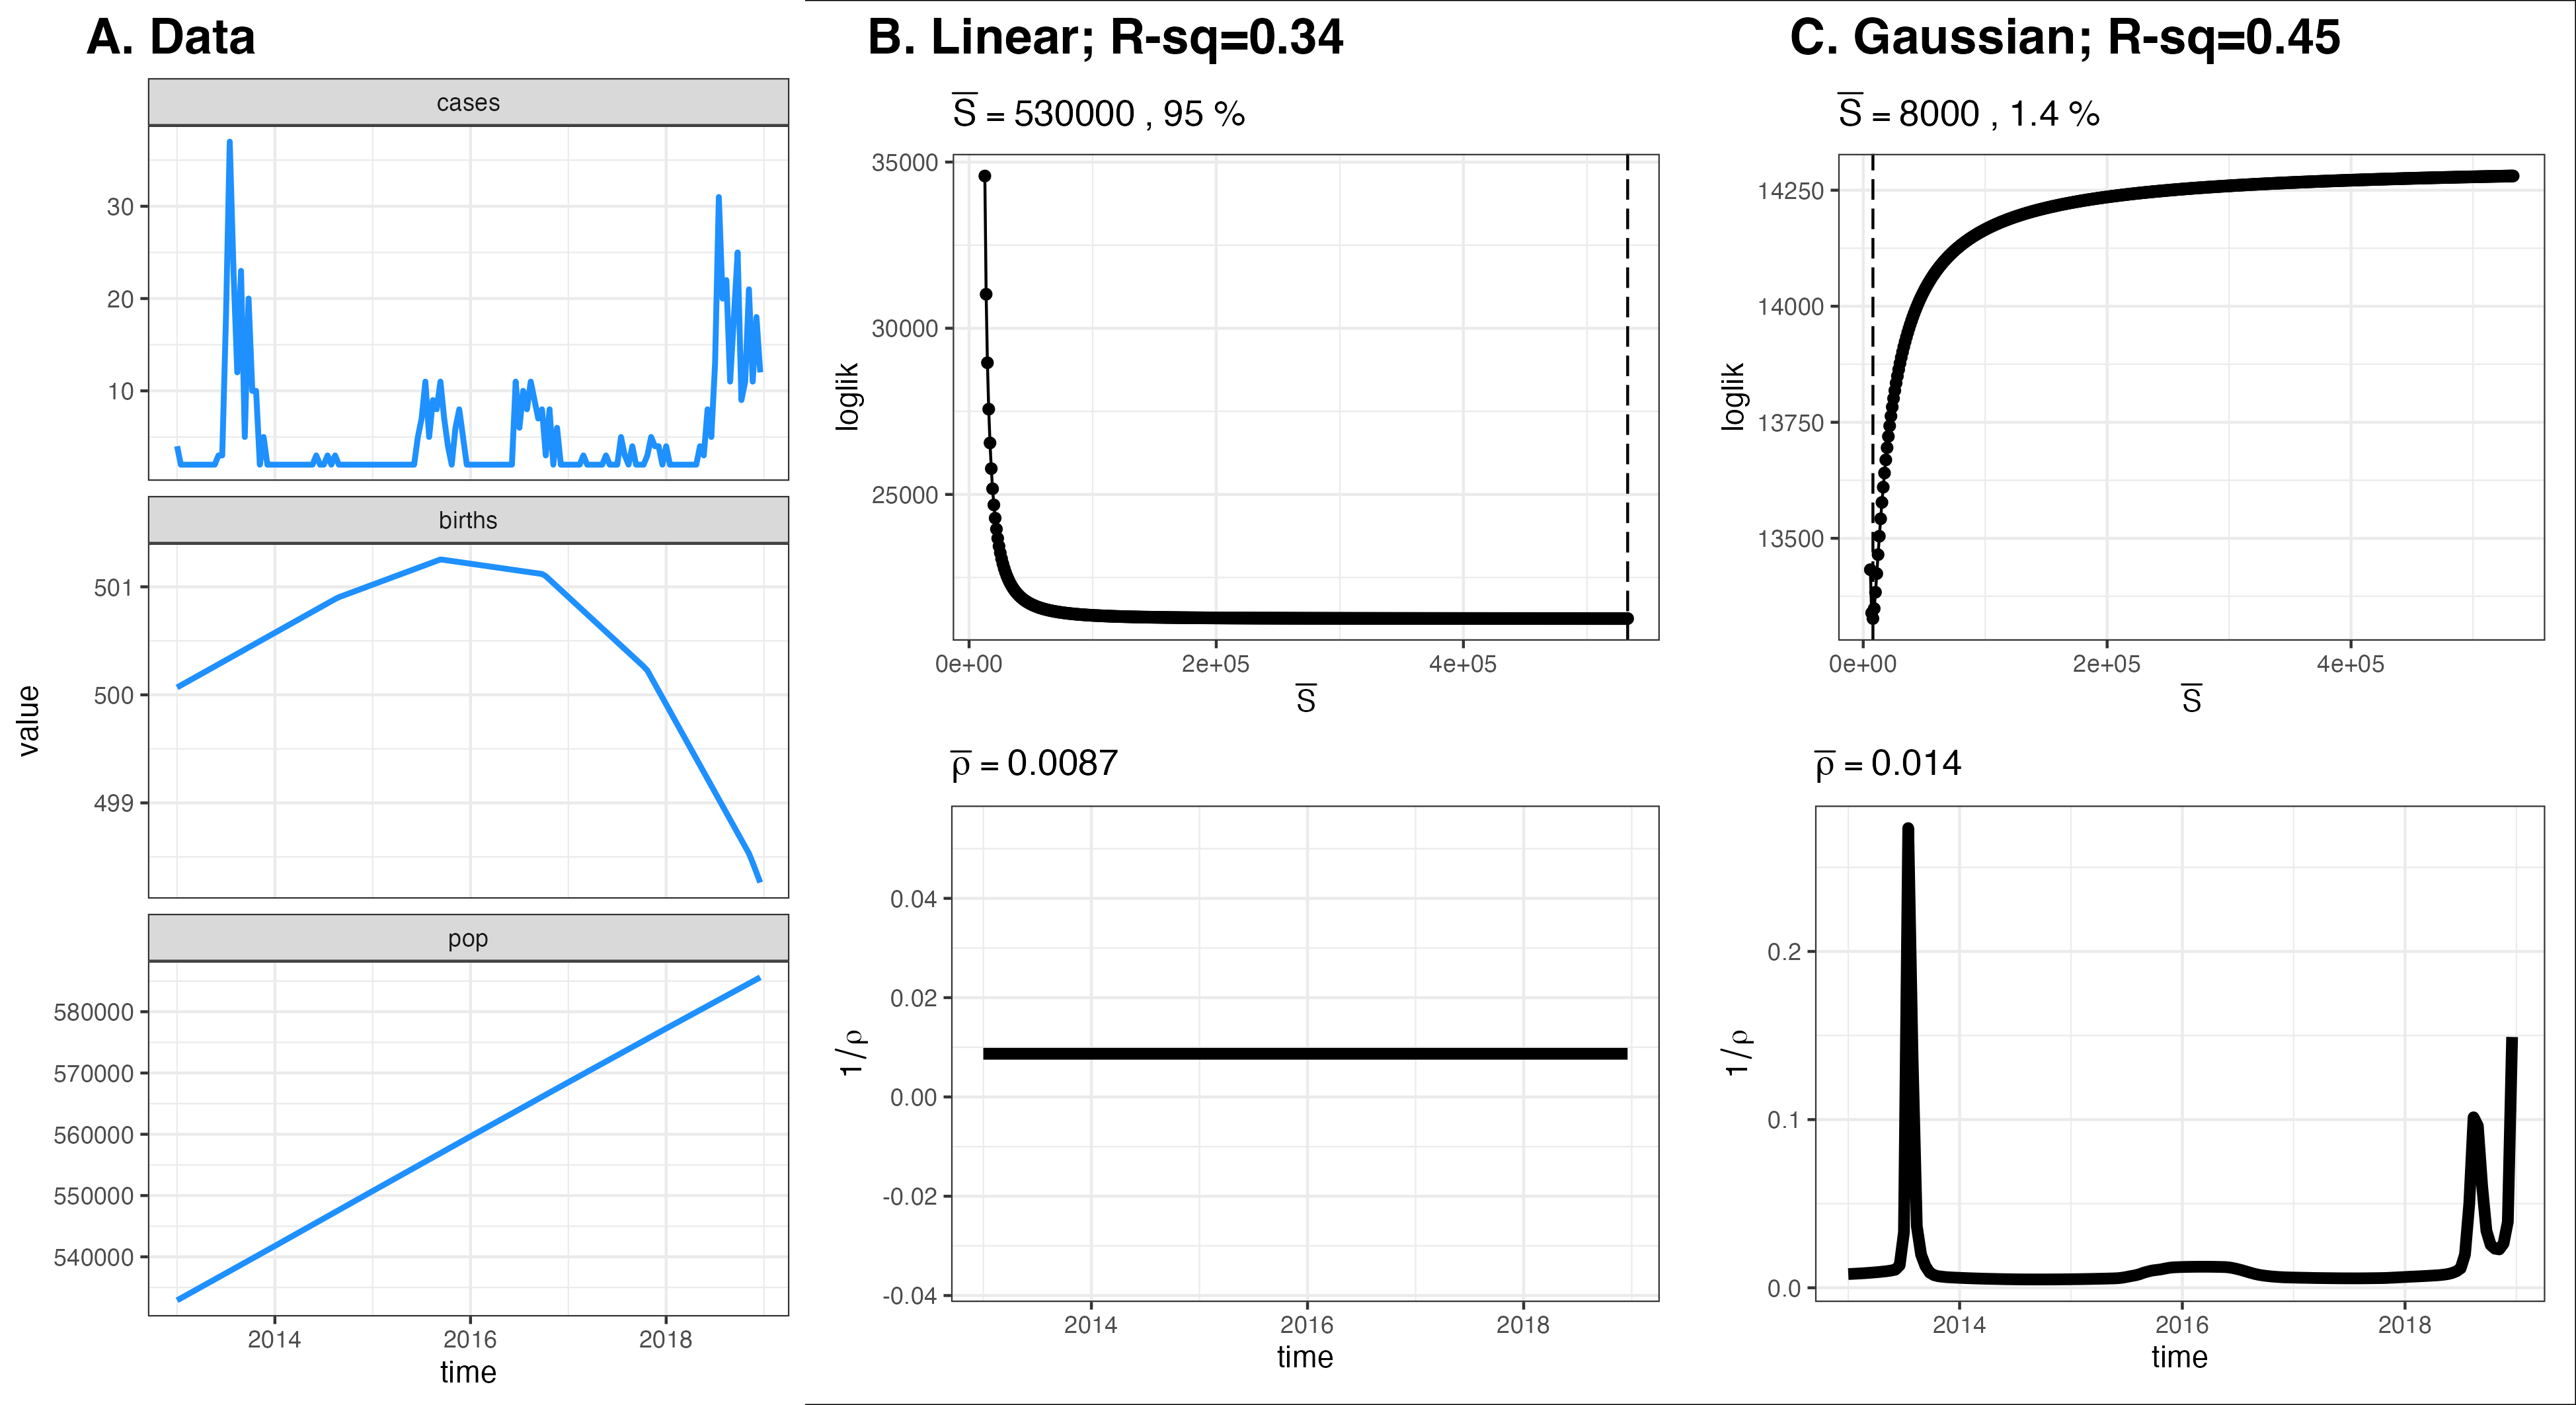 A. Data
cases
30
20
10
births
501
500
499
pop
580000
570000
560000
550000
540000
2014 2016 2018
time
value
B. Linear; R-sq=0.34
S̅ = 530000 , 95 %
35000
30000
25000
loglik
0e+00 2e+05 4e+05
S̅
ρ̅ = 0.0087
0.04
0.02
0.00
-0.02
-0.04
1/ρ
2014 2016 2018
time
C. Gaussian; R-sq=0.45
S̅ = 8000 , 1.4 %
14250
14000
13750
13500
loglik
0e+00 2e+05 4e+05
S̅
ρ̅ = 0.014
0.2
0.1
0.0
1/ρ
2014 2016 2018
time